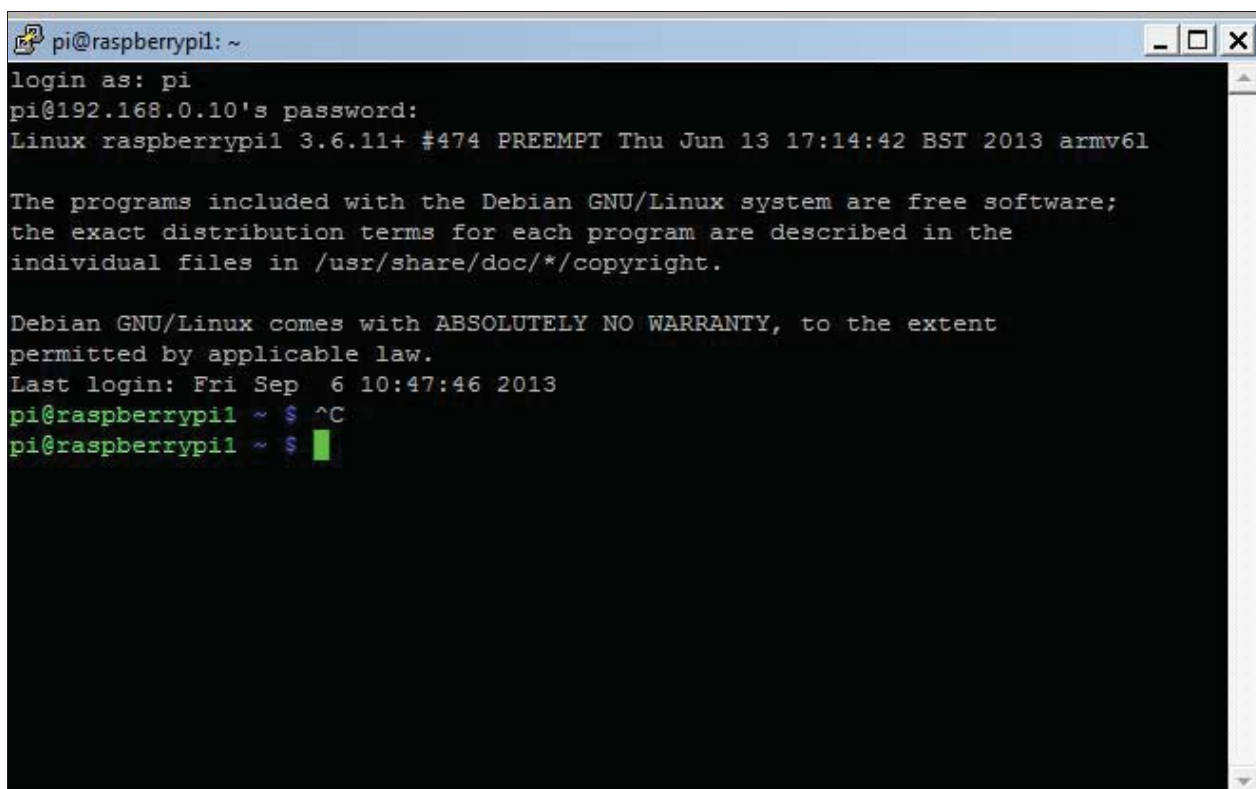 pi@raspberrypi1: ~
login as: pi
pi@192.168.0.10's password:
Linux raspberrypi1 3.6.11+ #474 PREEMPT Thu Jun 13 17:14:42 BST 2013 armv6l
The programs included with the Debian GNU/Linux system are free software;
the exact distribution terms for each program are described in the
individual files in /usr/share/doc/*/copyright.
Debian GNU/Linux comes with ABSOLUTELY NO WARRANTY, to the extent
permitted by applicable law.
Last login: Fri Sep  6 10:47:46 2013
pi@raspberrypi1 ~ $ ^C
pi@raspberrypi1 ~ $